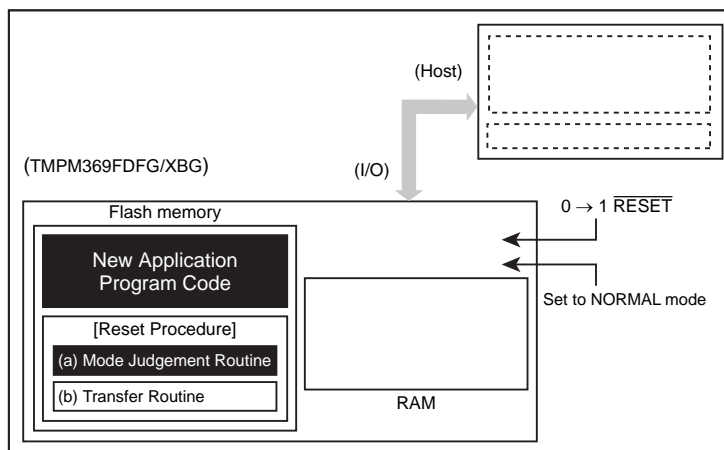 (Host)
(TMPM369FDFG/XBG)
(I/O)
Flash memory
0 → 1 RESET
New Application
Program Code
Set to NORMAL mode
[Reset Procedure]
(a) Mode Judgement Routine
(b) Transfer Routine
RAM